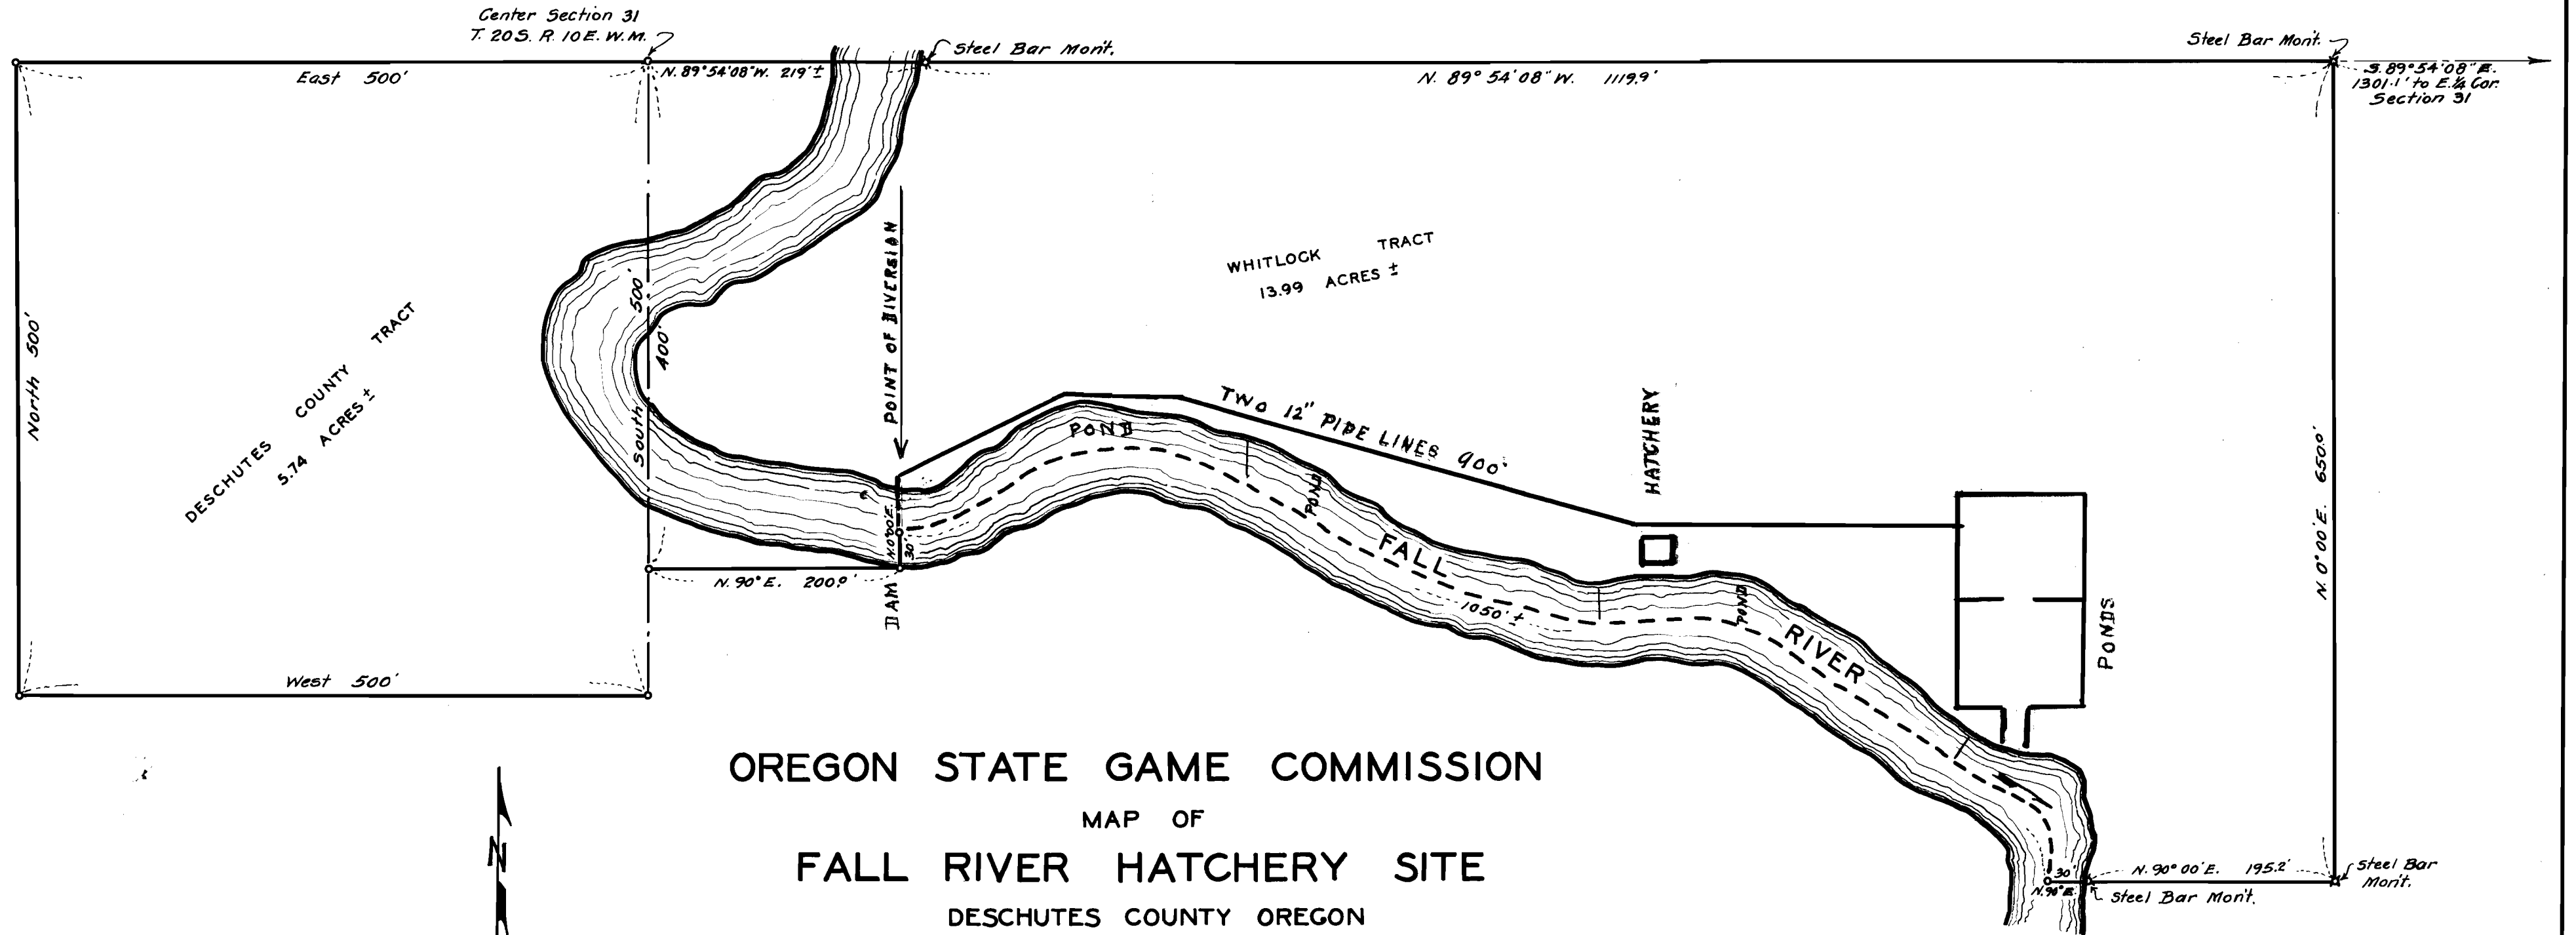 Center Section 31
T. 20 S. R. 10 E. W.M.
Steel Bar Mon't.
Steel Bar Mon't.
East 500'
N. 89° 54' 08" W. 219' ±
N. 89° 54' 08" W. 1119.9'
S. 89° 54' 08" E.
1301.1' to E. ¼ Cor.
Section 31
North 500'
DESCHUTES COUNTY TRACT
5.74 ACRES ±
South 500'
400'
POINT OF DIVERSIAN
WHITLOCK TRACT
13.99 ACRES ±
TWO 12" PIPE LINES 900'
HATCHERY
POND
POND
POND
FALL RIVER
1050' ±
N. 0° 00' E. 650.0'
PONDS
N. 0° 00' E.
30'
N. 90° E. 200.0'
DAM
West 500'
N
OREGON STATE GAME COMMISSION
MAP OF
FALL RIVER HATCHERY SITE
DESCHUTES COUNTY OREGON
30'
N. 90° E.
N. 90° 00' E. 195.2'
Steel Bar Mon't.
Steel Bar
Mon't.